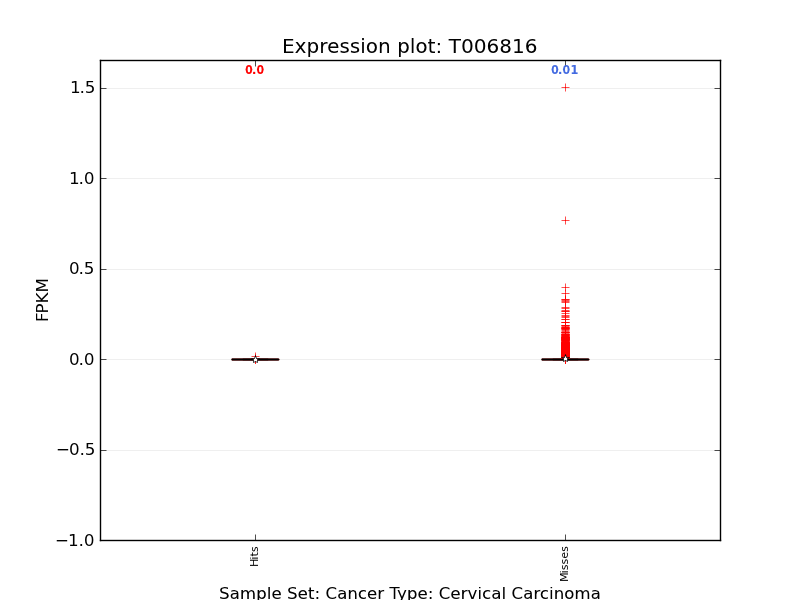 Expression plot: T006816
0.0 0.01
1.5
1.0
0.5
0.0
−0.5
−1.0
FPKM
Hits
Misses
Sample Set: Cancer Type: Cervical Carcinoma